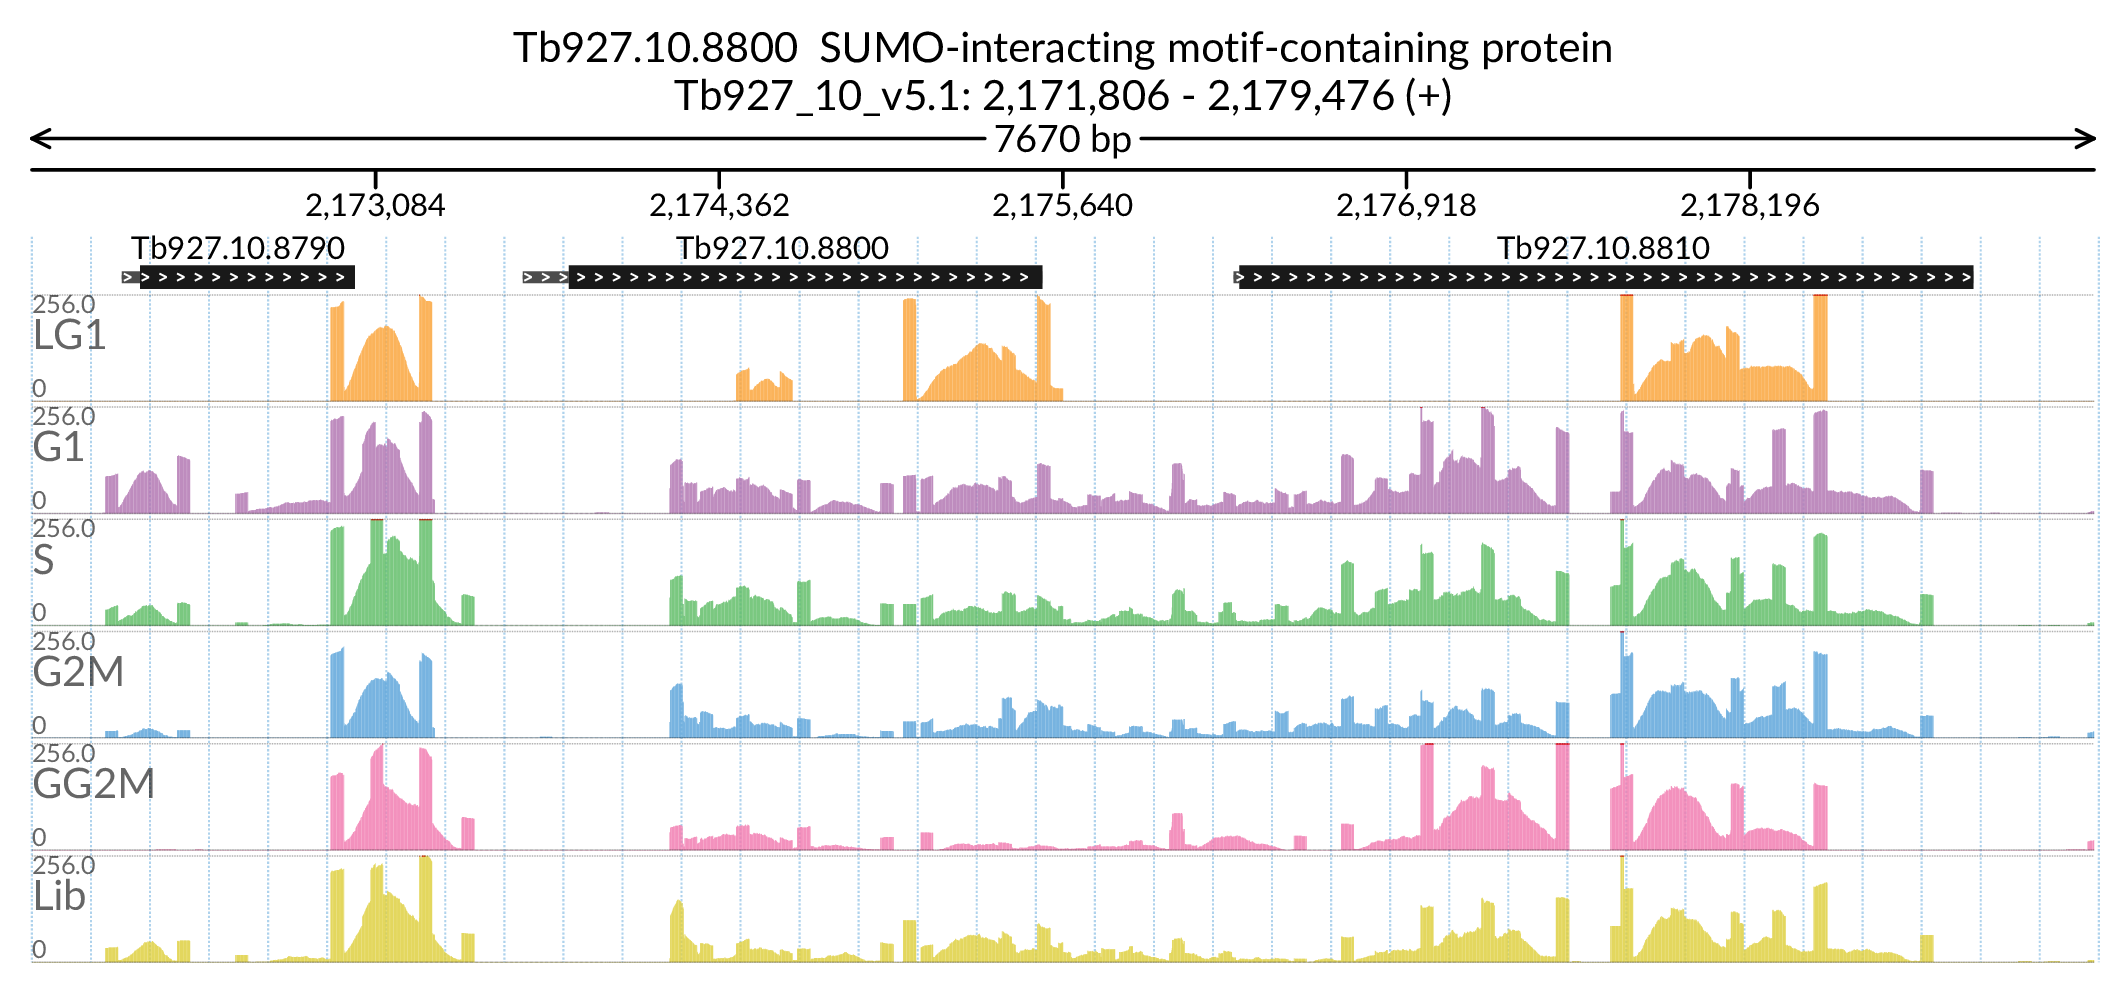 Tb927.10.8800  SUMO-interacting motif-containing protein
Tb927_10_v5.1: 2,171,806 - 2,179,476 (+)
7670 bp
2,173,084 2,174,362 2,175,640 2,176,918 2,178,196
Tb927.10.8790 Tb927.10.8800 Tb927.10.8810
256.0
LG1
0
256.0
G1
0
256.0
S
0
256.0
G2M
0
256.0
GG2M
0
256.0
Lib
0